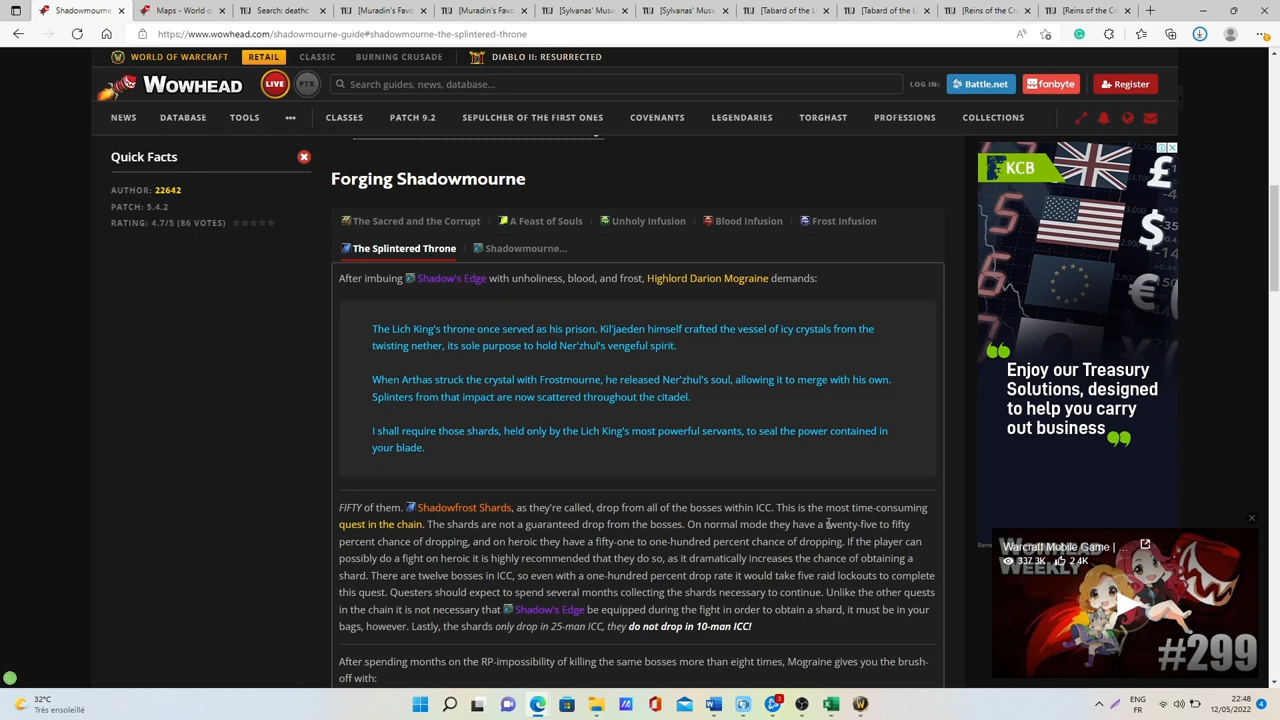 Shadowmourne
Maps - Wowhe
Search: deathc
[Muradin's Favo
[Sylvanas' Music
[Sylvanas' Music
[Tabard of the L
[Tabard of the L
[Reins of the Cri
[Reins of the Cri
https://www.wowhead.com/shadowmourne-guide#shadowmourne-the-splintered-throne
WORLD OF WARCRAFT RETAIL CLASSIC BURNING CRUSADE DIABLO II: RESURRECTED
WOWHEAD LIVE PTR Search guides, news, database... LOG IN: Battle.net fanbyte Register
NEWS DATABASE TOOLS ••• CLASSES PATCH 9.2 SEPULCHER OF THE FIRST ONES COVENANTS LEGENDARIES TORGHAST PROFESSIONS COLLECTIONS
Quick Facts
AUTHOR: 22642
PATCH: 5.4.2
RATING: 4.7/5 (86 VOTES)
Forging Shadowmourne
The Sacred and the Corrupt A Feast of Souls Unholy Infusion Blood Infusion Frost Infusion
The Splintered Throne Shadowmourne...
After imbuing Shadow's Edge with unholiness, blood, and frost, Highlord Darion Mograine demands:
The Lich King's throne once served as his prison. Kil'jaeden himself crafted the vessel of icy crystals from the
twisting nether, its sole purpose to hold Ner'zhul's vengeful spirit.
When Arthas struck the crystal with Frostmourne, he released Ner'zhul's soul, allowing it to merge with his own.
Splinters from that impact are now scattered throughout the citadel.
I shall require those shards, held only by the Lich King's most powerful servants, to seal the power contained in
your blade.
FIFTY of them. Shadowfrost Shards, as they're called, drop from all of the bosses within ICC. This is the most time-consuming
quest in the chain. The shards are not a guaranteed drop from the bosses. On normal mode they have a twenty-five to fifty
percent chance of dropping, and on heroic they have a fifty-one to one-hundred percent chance of dropping. If the player can
possibly do a fight on heroic it is highly recommended that they do so, as it dramatically increases the chance of obtaining a
shard. There are twelve bosses in ICC, so even with a one-hundred percent drop rate it would take five raid lockouts to complete
this quest. Questers should expect to spend several months collecting the shards necessary to continue. Unlike the other quests
in the chain it is not necessary that Shadow's Edge be equipped during the fight in order to obtain a shard, it must be in your
bags, however. Lastly, the shards only drop in 25-man ICC, they do not drop in 10-man ICC!
After spending months on the RP-impossibility of killing the same bosses more than eight times, Mograine gives you the brush-
off with:
KCB
Enjoy our Treasury
Solutions, designed
to help you carry
out business
Warcraft Mobile Game | ...
337.3K 2.4K
WOWHEAD
WEEKLY
#299
32°C
Très ensoleillé
3
ENG
FR
22:48
12/05/2022
4